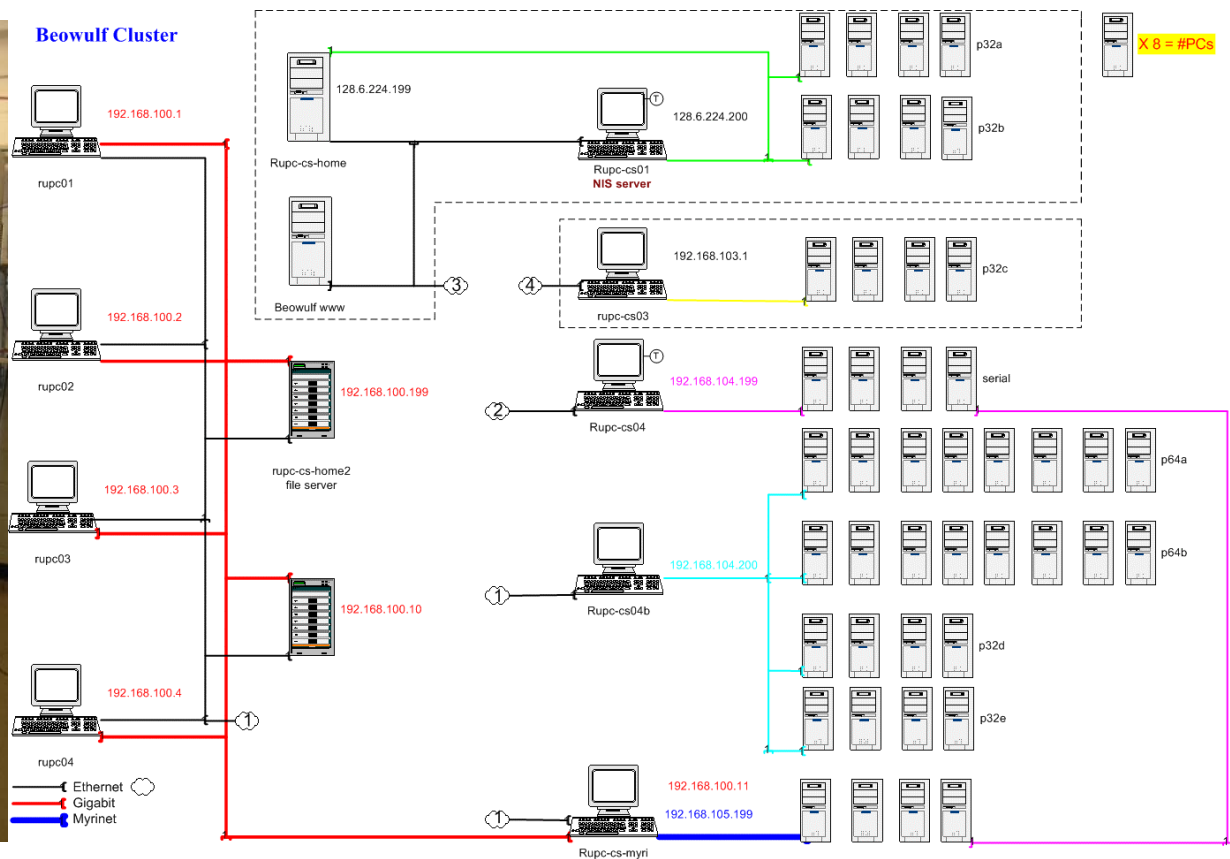 Beowulf Cluster
X 8 = #PCs
192.168.100.1
rupc01
192.168.100.2
rupc02
192.168.100.3
rupc03
192.168.100.4
rupc04
192.168.100.199
rupc-cs-home2
file server
192.168.100.10
1
Ethernet
Gigabit
Myrinet
128.6.224.199
Rupc-cs-home
Beowulf www
3
T
128.6.224.200
Rupc-cs01
NIS server
p32a
p32b
4
192.168.103.1
rupc-cs03
p32c
T
2
192.168.104.199
Rupc-cs04
serial
p64a
p64b
1
192.168.104.200
Rupc-cs04b
p32d
p32e
1
192.168.100.11
192.168.105.199
Rupc-cs-myri